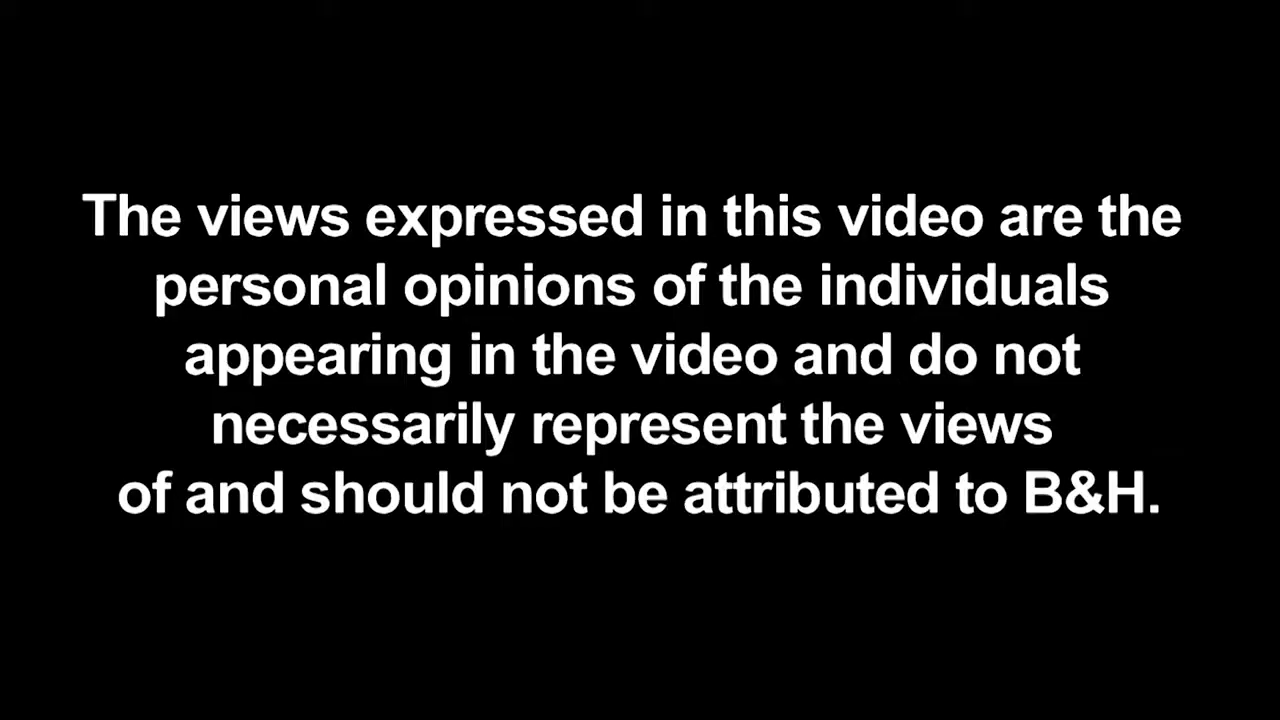 The views expressed in this video are the
personal opinions of the individuals
appearing in the video and do not
necessarily represent the views
of and should not be attributed to B&H.